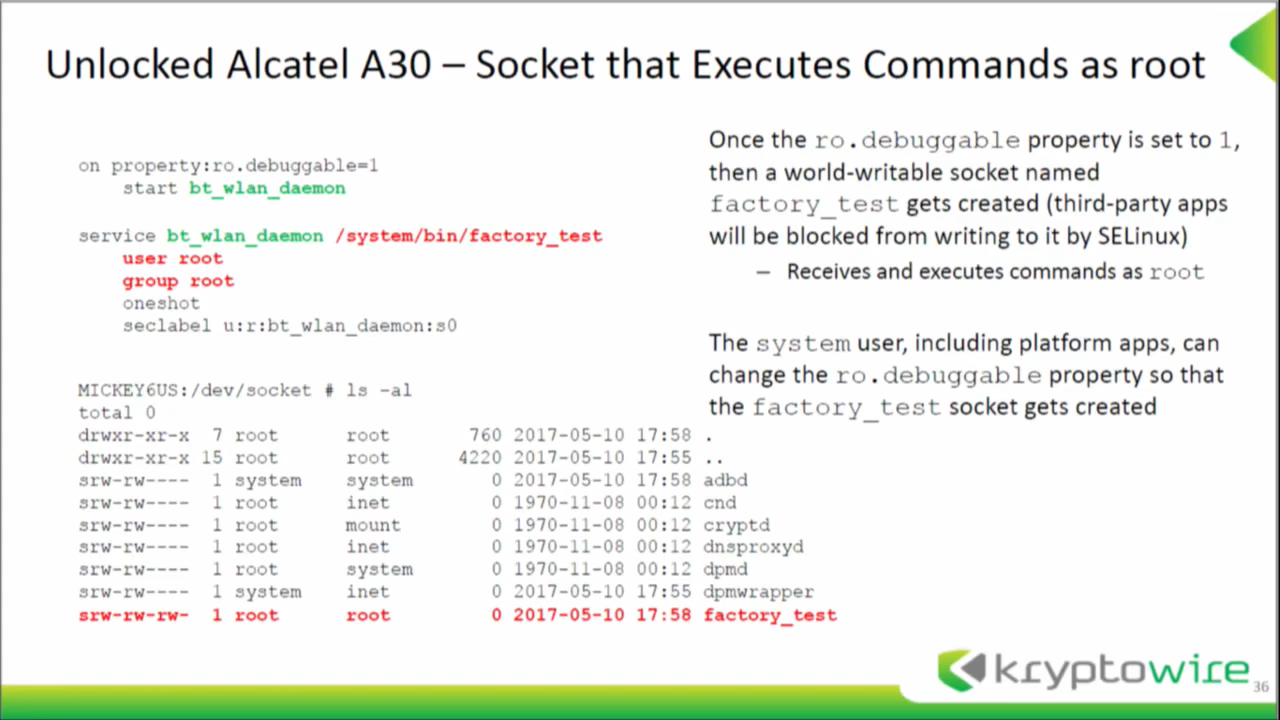 Unlocked Alcatel A30 – Socket that Executes Commands as root
on property:ro.debuggable=1
start bt_wlan_daemon
service bt_wlan_daemon /system/bin/factory_test
user root
group root
oneshot
seclabel u:r:bt_wlan_daemon:s0
MICKEY6US:/dev/socket # ls -al
total 0
drwxr-xr-x 7 root root 760 2017-05-10 17:58 .
drwxr-xr-x 15 root root 4220 2017-05-10 17:55 ..
srw-rw---- 1 system system 0 2017-05-10 17:58 adbd
srw-rw---- 1 root inet 0 1970-11-08 00:12 cnd
srw-rw---- 1 root mount 0 1970-11-08 00:12 cryptd
srw-rw---- 1 root inet 0 1970-11-08 00:12 dnsproxyd
srw-rw---- 1 root system 0 1970-11-08 00:12 dpmd
srw-rw---- 1 system inet 0 2017-05-10 17:55 dpmwrapper
srw-rw-rw- 1 root root 0 2017-05-10 17:58 factory_test
Once the ro.debuggable property is set to 1,
then a world-writable socket named
factory_test gets created (third-party apps
will be blocked from writing to it by SELinux)
– Receives and executes commands as root
The system user, including platform apps, can
change the ro.debuggable property so that
the factory_test socket gets created
kryptowire
36